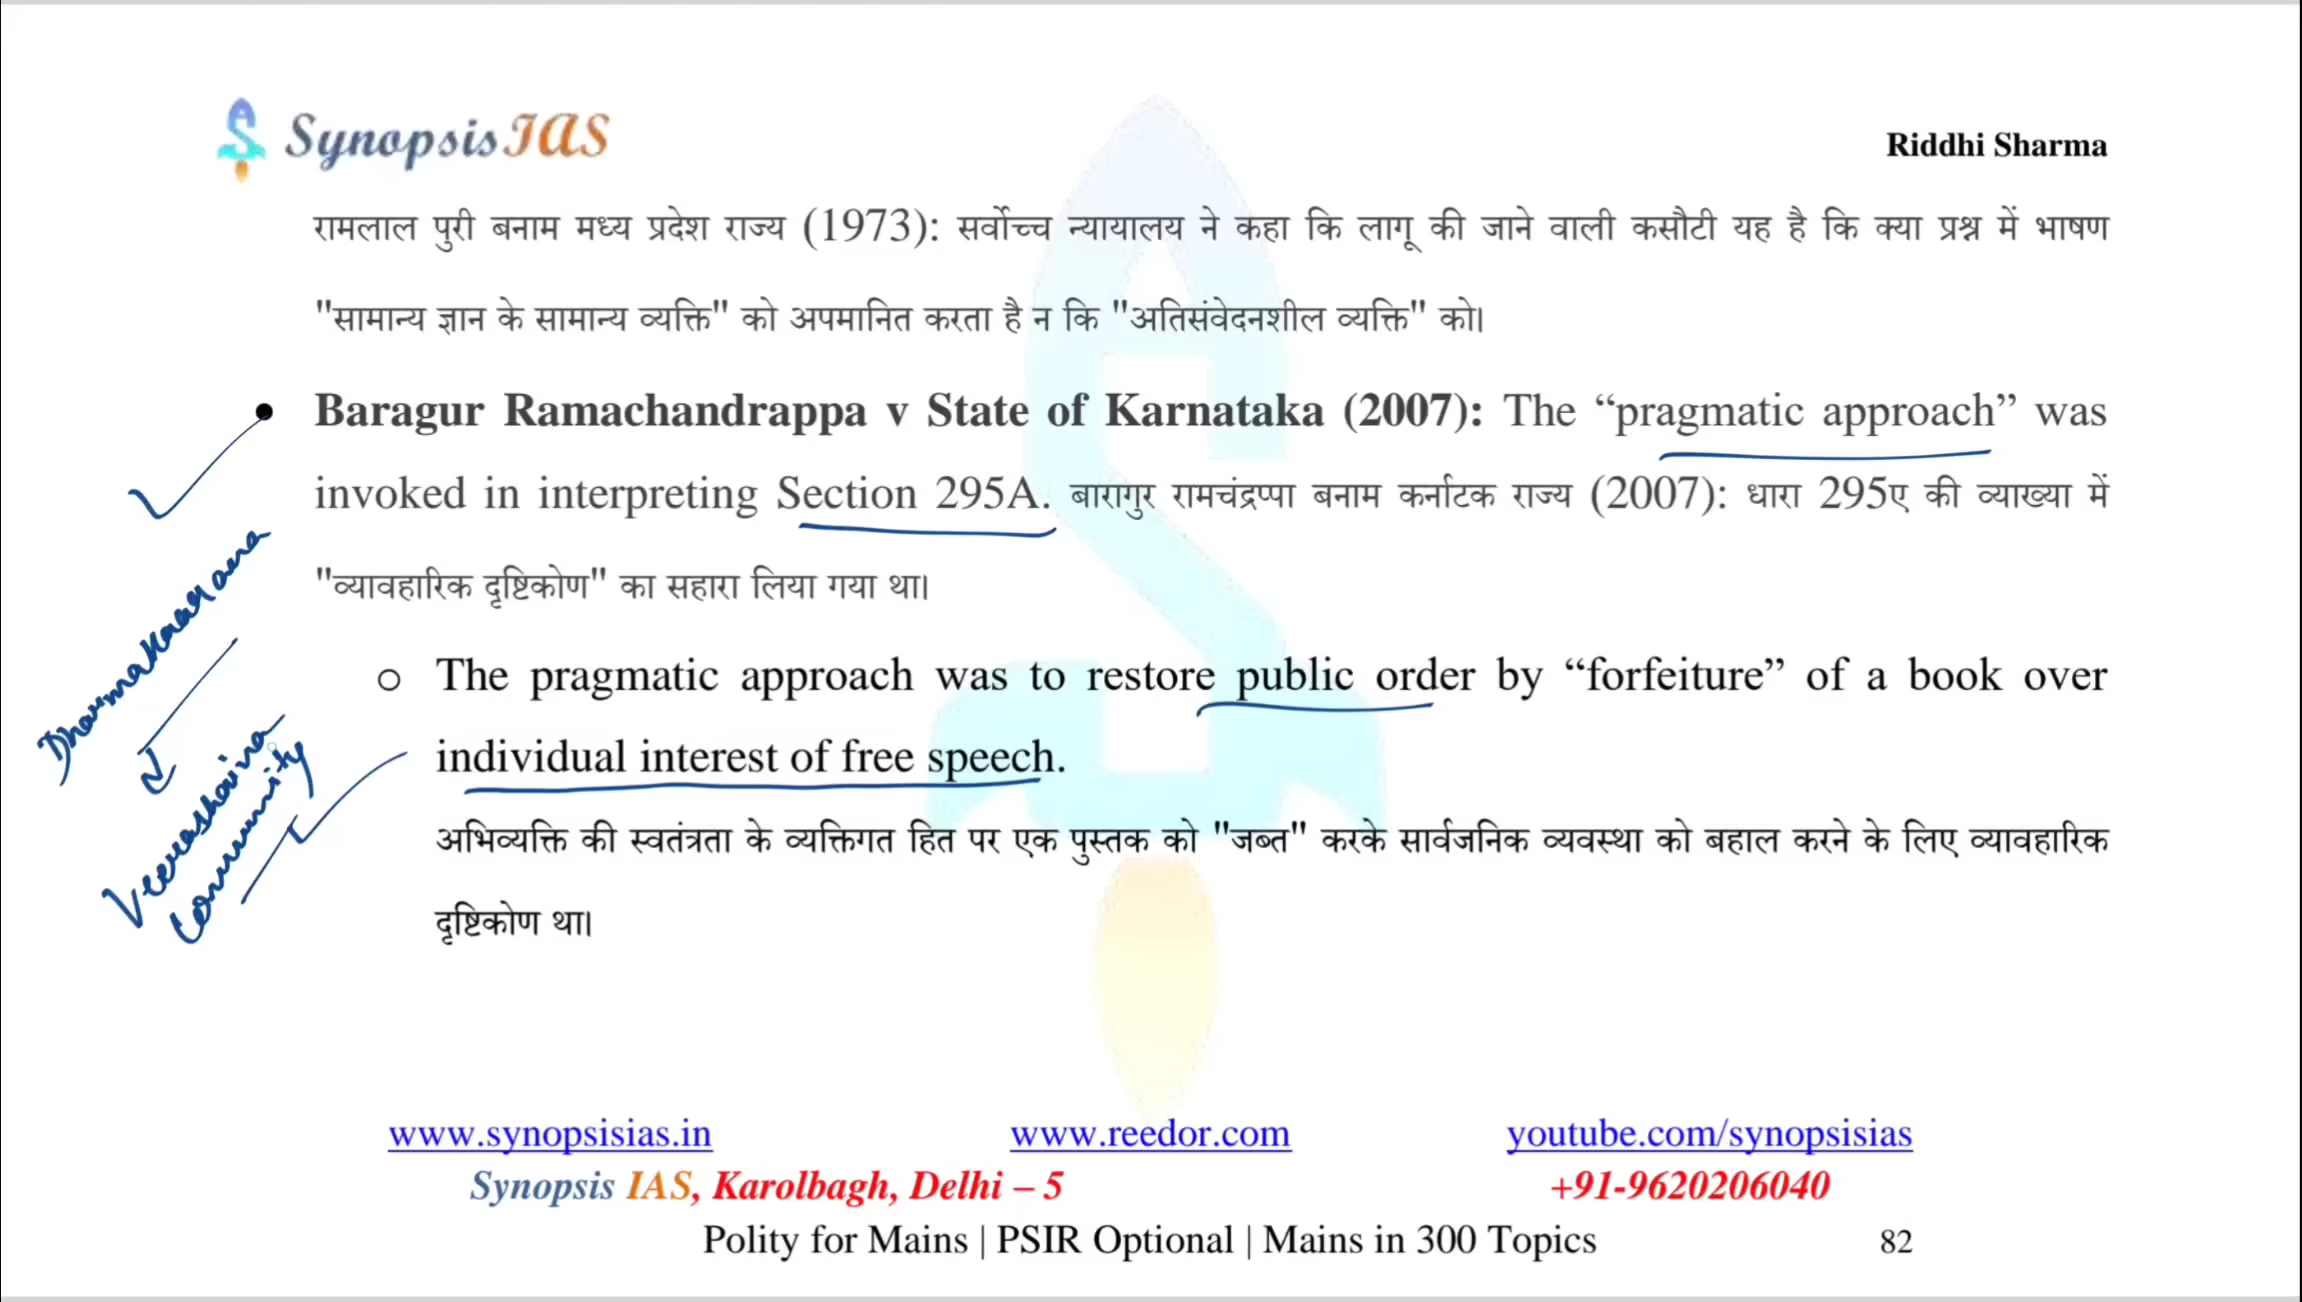 SynopsisIAS
Riddhi Sharma
रामलाल पुरी बनाम मध्य प्रदेश राज्य (1973): सर्वोच्च न्यायालय ने कहा कि लागू की जाने वाली कसौटी यह है कि क्या प्रश्न में भाषण
"सामान्य ज्ञान के सामान्य व्यक्ति" को अपमानित करता है न कि "अतिसंवेदनशील व्यक्ति" को।
• Baragur Ramachandrappa v State of Karnataka (2007): The “pragmatic approach” was
invoked in interpreting Section 295A. बारागुर रामचंद्रप्पा बनाम कर्नाटक राज्य (2007): धारा 295ए की व्याख्या में
"व्यावहारिक दृष्टिकोण" का सहारा लिया गया था।
Dharmakaarana
Veerashaiva
community
o The pragmatic approach was to restore public order by “forfeiture” of a book over
individual interest of free speech.
अभिव्यक्ति की स्वतंत्रता के व्यक्तिगत हित पर एक पुस्तक को "जब्त" करके सार्वजनिक व्यवस्था को बहाल करने के लिए व्यावहारिक
दृष्टिकोण था।
www.synopsisias.in www.reedor.com youtube.com/synopsisias
Synopsis IAS, Karolbagh, Delhi – 5 +91-9620206040
Polity for Mains | PSIR Optional | Mains in 300 Topics 82